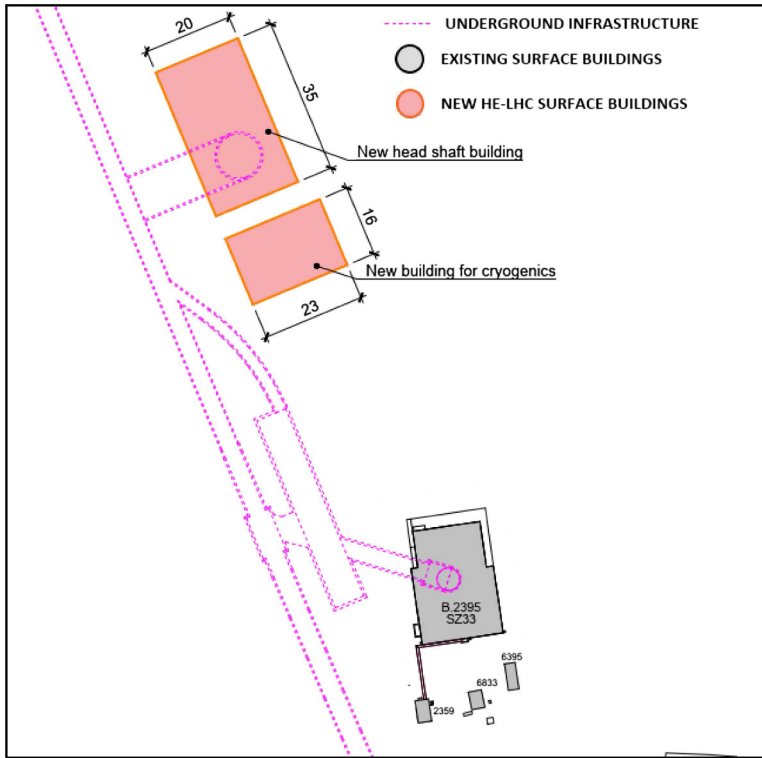 20
UNDERGROUND INFRASTRUCTURE
EXISTING SURFACE BUILDINGS
35
NEW HE-LHC SURFACE BUILDINGS
New head shaft building
16
New building for cryogenics
23
B.2395
SZ33
6395
6833
2359